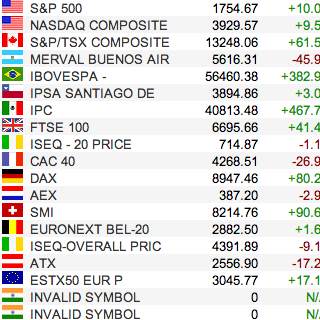 S&P 500 1754.67 +10.0
NASDAQ COMPOSITE 3929.57 +9.5
S&P/TSX COMPOSITE 13248.06 +61.5
MERVAL BUENOS AIR 5616.31 -45.9
IBOVESPA - 56460.38 +382.9
IPSA SANTIAGO DE 3894.86 +3.0
IPC 40813.48 +467.7
FTSE 100 6695.66 +41.4
ISEQ - 20 PRICE 714.87 -1.1
CAC 40 4268.51 -26.9
DAX 8947.46 +80.2
AEX 387.20 -2.9
SMI 8214.76 +90.6
EURONEXT BEL-20 2882.50 +1.6
ISEQ-OVERALL PRIC 4391.89 -9.1
ATX 2556.90 -17.2
ESTX50 EUR P 3045.77 +17.1
INVALID SYMBOL 0 N/
INVALID SYMBOL 0 N/